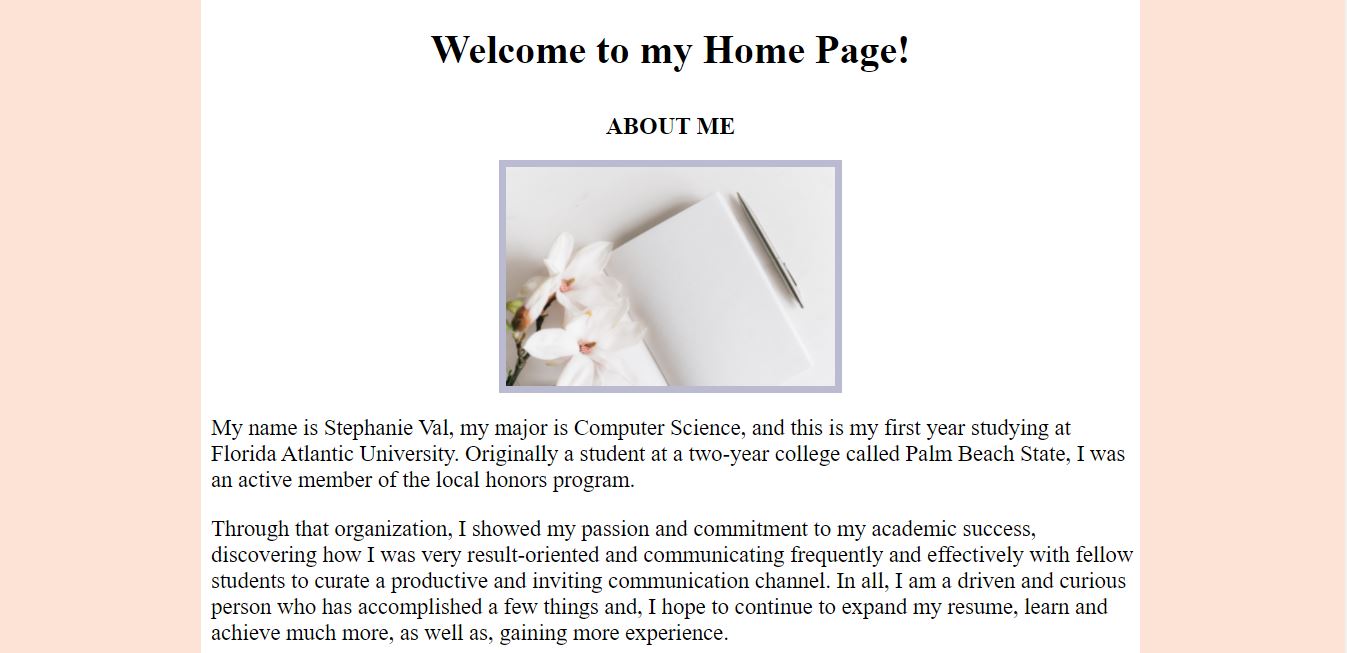 Welcome to my Home Page!
ABOUT ME
My name is Stephanie Val, my major is Computer Science, and this is my first year studying at
Florida Atlantic University. Originally a student at a two-year college called Palm Beach State, I was
an active member of the local honors program.
Through that organization, I showed my passion and commitment to my academic success,
discovering how I was very result-oriented and communicating frequently and effectively with fellow
students to curate a productive and inviting communication channel. In all, I am a driven and curious
person who has accomplished a few things and, I hope to continue to expand my resume, learn and
achieve much more, as well as, gaining more experience.